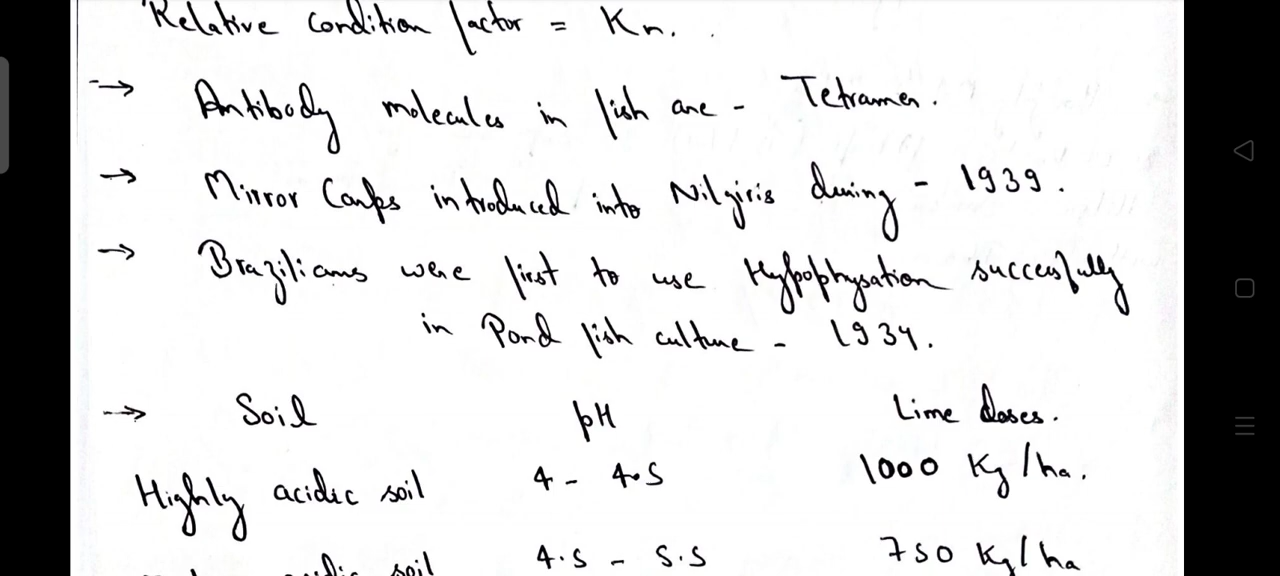 Relative condition factor = Kn.
→ Antibody molecules in fish are - Tetramer.
→ Mirror Carps introduced into Nilgiris during - 1939.
→ Brazilians were first to use Hypophysation successfully
in Pond fish culture - 1934.
→ Soil pH Lime doses.
Highly acidic soil 4 - 4.5 1000 Kg/ha.
acidic soil 4.5 - 5.5 750 Kg/ha